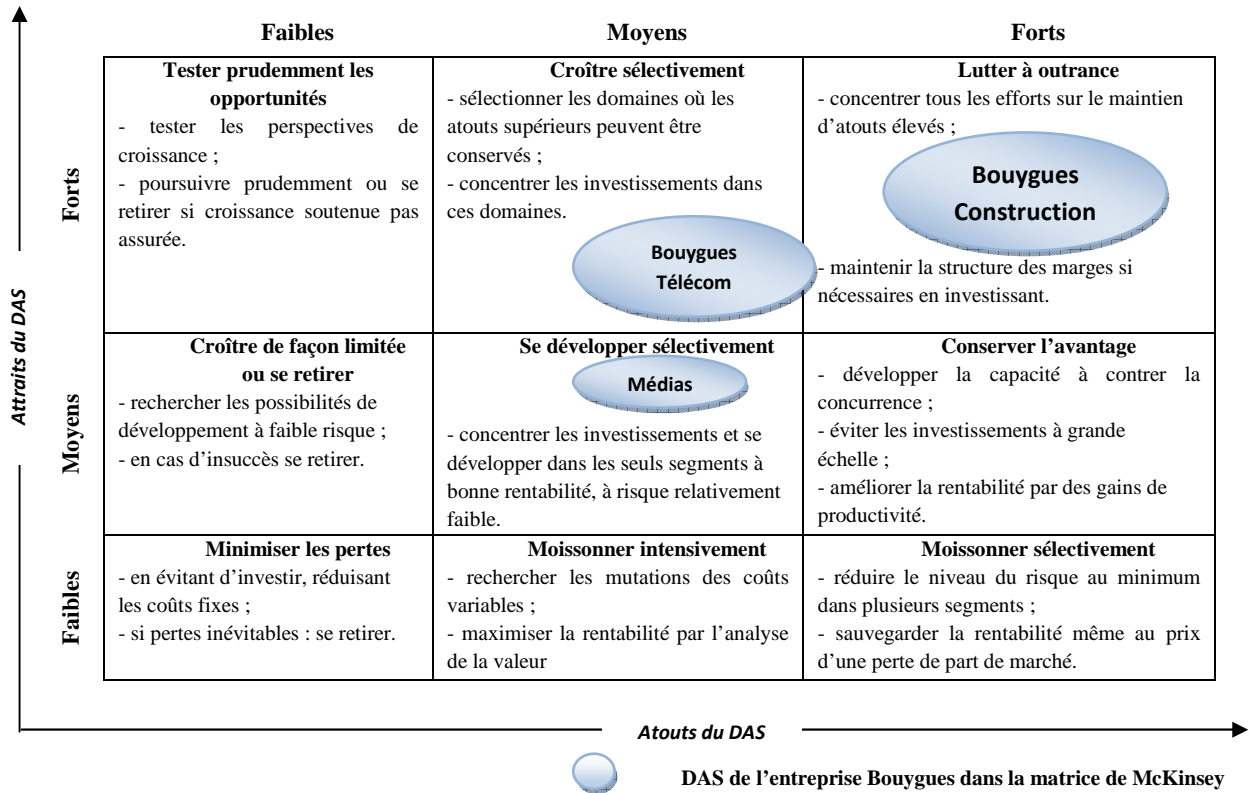 Faibles
Moyens
Forts
Attraits du DAS
Forts
Tester prudemment les
opportunités
- tester les perspectives de
croissance ;
- poursuivre prudemment ou se
retirer si croissance soutenue pas
assurée.
Croître sélectivement
- sélectionner les domaines où les
atouts supérieurs peuvent être
conservés ;
- concentrer les investissements dans
ces domaines.
Bouygues
Télécom
Lutter à outrance
- concentrer tous les efforts sur le maintien
d’atouts élevés ;
Bouygues
Construction
- maintenir la structure des marges si
nécessaires en investissant.
Moyens
Croître de façon limitée
ou se retirer
- rechercher les possibilités de
développement à faible risque ;
- en cas d'insuccès se retirer.
Se développer sélectivement
Médias
- concentrer les investissements et se
développer dans les seuls segments à
bonne rentabilité, à risque relativement
faible.
Conserver l’avantage
- développer la capacité à contrer la
concurrence ;
- éviter les investissements à grande
échelle ;
- améliorer la rentabilité par des gains de
productivité.
Faibles
Minimiser les pertes
- en évitant d’investir, réduisant
les coûts fixes ;
- si pertes inévitables : se retirer.
Moissonner intensivement
- rechercher les mutations des coûts
variables ;
- maximiser la rentabilité par l’analyse
de la valeur
Moissonner sélectivement
- réduire le niveau du risque au minimum
dans plusieurs segments ;
- sauvegarder la rentabilité même au prix
d’une perte de part de marché.
Atouts du DAS
DAS de l’entreprise Bouygues dans la matrice de McKinsey